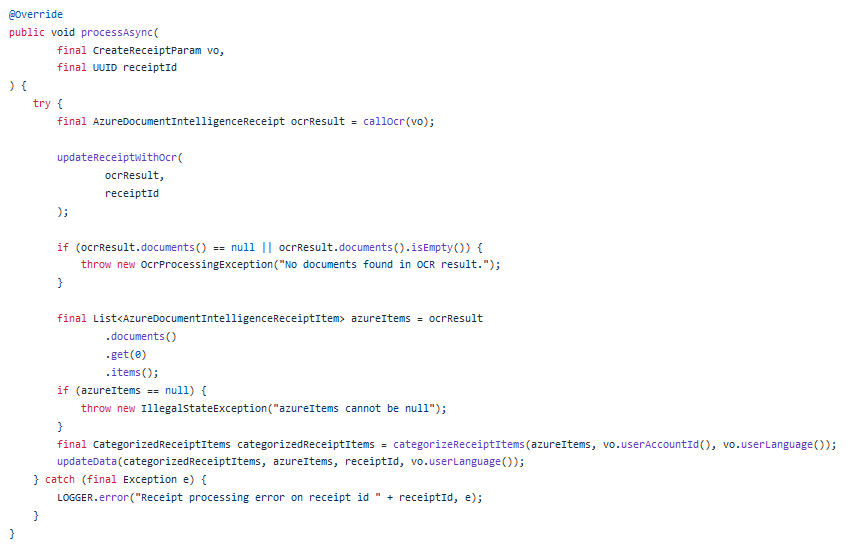 @Override
public void processAsync(
        final CreateReceiptParam vo,
        final UUID receiptId
) {
    try {
        final AzureDocumentIntelligenceReceipt ocrResult = callOcr(vo);

        updateReceiptWithOcr(
                ocrResult,
                receiptId
        );

        if (ocrResult.documents() == null || ocrResult.documents().isEmpty()) {
            throw new OcrProcessingException("No documents found in OCR result.");
        }

        final List<AzureDocumentIntelligenceReceiptItem> azureItems = ocrResult
                .documents()
                .get(0)
                .items();
        if (azureItems == null) {
            throw new IllegalStateException("azureItems cannot be null");
        }
        final CategorizedReceiptItems categorizedReceiptItems = categorizeReceiptItems(azureItems, vo.userAccountId(), vo.userLanguage());
        updateData(categorizedReceiptItems, azureItems, receiptId, vo.userLanguage());
    } catch (final Exception e) {
        LOGGER.error("Receipt processing error on receipt id " + receiptId, e);
    }
}